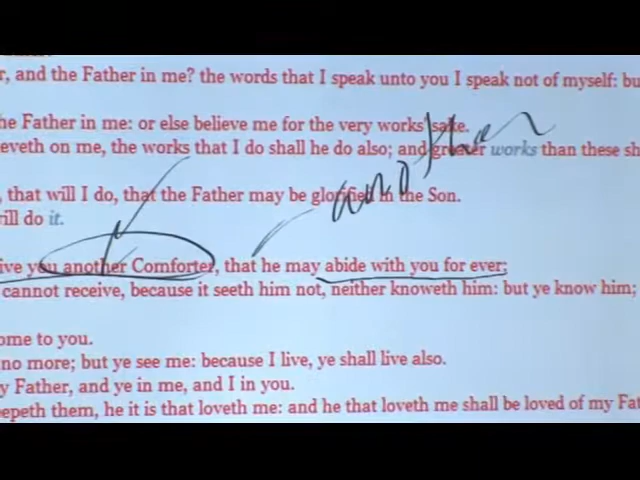 r, and the Father in me? the words that I speak unto you I speak not of myself: bu
he Father in me: or else believe me for the very works' sake.
eveth on me, the works that I do shall he do also; and greater works than these sh
another
, that will I do, that the Father may be glorified in the Son.
vill do it.
ive you another Comforter, that he may abide with you for ever;
cannot receive, because it seeth him not, neither knoweth him: but ye know him;
ome to you.
no more; but ye see me: because I live, ye shall live also.
y Father, and ye in me, and I in you.
eepeth them, he it is that loveth me: and he that loveth me shall be loved of my Fat